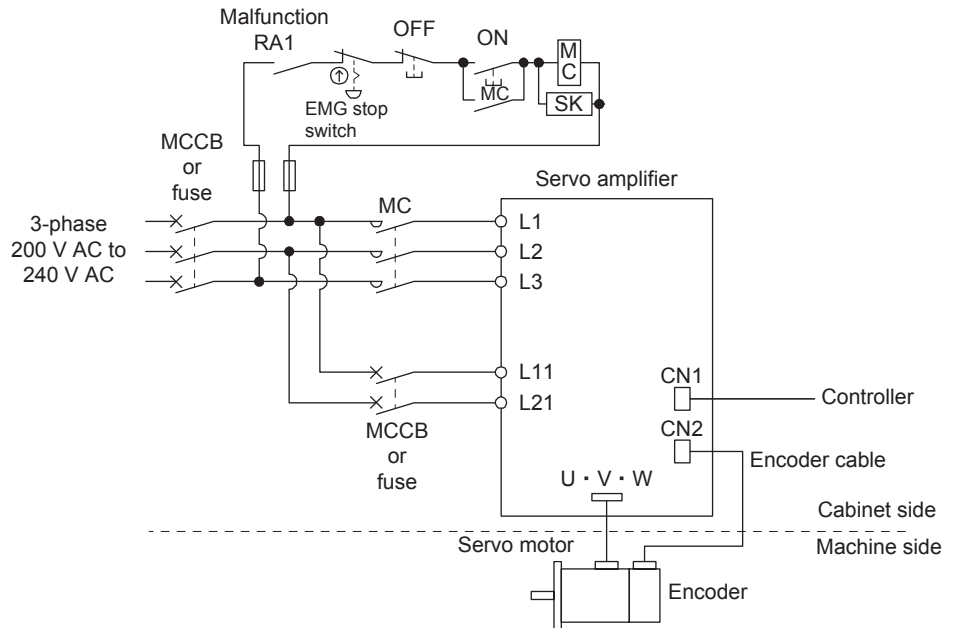 Malfunction
RA1
OFF
ON
M
C
MC
SK
EMG stop
switch
MCCB
or
fuse
Servo amplifier
MC
3-phase
200 V AC to
240 V AC
L1
L2
L3
L11
L21
MCCB
or
fuse
CN1
Controller
CN2
Encoder cable
U・V・W
Cabinet side
Machine side
Servo motor
Encoder